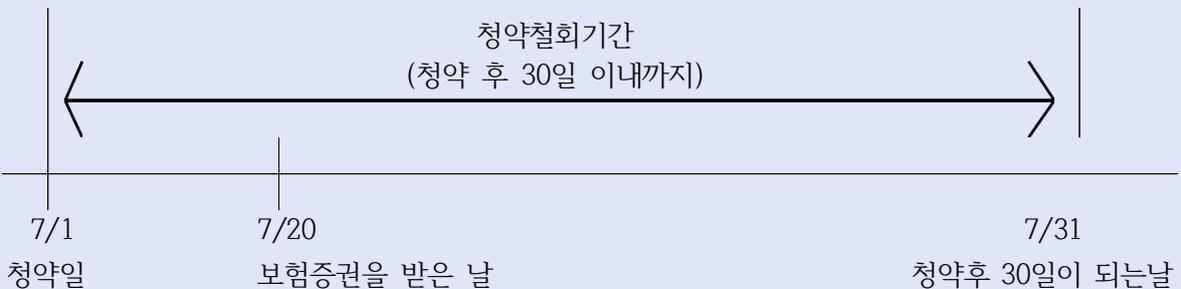 청약철회기간
(청약 후 30일 이내까지)
7/1
7/20
7/31
청약일
보험증권을 받은 날
청약후 30일이 되는날